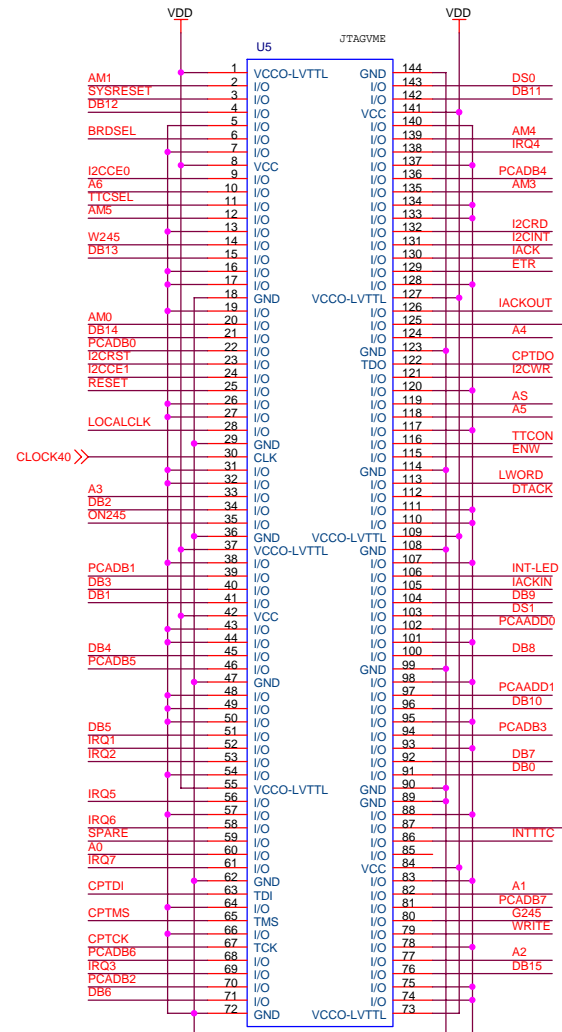 VDD VDD
U5 JTAGVME
1 VCCO-LVTTL GND 144
AM1 2 I/O I/O 143 DS0
SYSRESET 3 I/O I/O 142 DB11
DB12 4 I/O VCC 141
5 I/O I/O 140
BRDSEL 6 I/O I/O 139 AM4
7 I/O I/O 138 IRQ4
8 VCC I/O 137
I2CCE0 9 I/O I/O 136 PCADB4
A6 10 I/O I/O 135 AM3
TTCSEL 11 I/O I/O 134
AM5 12 I/O I/O 133
13 I/O I/O 132 I2CRD
W245 14 I/O I/O 131 I2CINT
DB13 15 I/O I/O 130 IACK
16 I/O I/O 129 ETR
17 I/O I/O 128
18 GND VCCO-LVTTL 127
19 I/O I/O 126 IACKOUT
AM0 20 I/O I/O 125
DB14 21 I/O I/O 124 A4
PCADB0 22 I/O GND 123
I2CRST 23 I/O TDO 122 CPTDO
I2CCE1 24 I/O I/O 121 I2CWR
RESET 25 I/O I/O 120
26 I/O I/O 119 AS
27 I/O I/O 118 A5
LOCALCLK 28 I/O I/O 117
29 GND I/O 116 TTCON
CLOCK40 30 CLK I/O 115 ENW
31 I/O GND 114
32 I/O I/O 113 LWORD
A3 33 I/O I/O 112 DTACK
DB2 34 I/O I/O 111
ON245 35 I/O I/O 110
36 GND VCCO-LVTTL 109
37 VCCO-LVTTL GND 108
38 I/O I/O 107
PCADB1 39 I/O I/O 106 INT-LED
DB3 40 I/O I/O 105 IACKIN
DB1 41 I/O I/O 104 DB9
42 VCC I/O 103 DS1
43 I/O I/O 102 PCAADD0
44 I/O I/O 101
DB4 45 I/O I/O 100 DB8
PCADB5 46 I/O GND 99
47 GND I/O 98
48 I/O I/O 97 PCAADD1
49 I/O I/O 96 DB10
50 I/O I/O 95
DB5 51 I/O I/O 94 PCADB3
IRQ1 52 I/O I/O 93
IRQ2 53 I/O I/O 92 DB7
54 I/O I/O 91 DB0
55 VCCO-LVTTL GND 90
IRQ5 56 I/O GND 89
57 I/O I/O 88
IRQ6 58 I/O I/O 87
SPARE 59 I/O I/O 86 INTTTC
A0 60 I/O I/O 85
IRQ7 61 I/O VCC 84
62 GND I/O 83
CPTDI 63 TDI I/O 82 A1
64 I/O I/O 81 PCADB7
CPTMS 65 TMS I/O 80 G245
66 I/O I/O 79 WRITE
CPTCK 67 TCK I/O 78
PCADB6 68 I/O I/O 77 A2
IRQ3 69 I/O I/O 76 DB15
PCADB2 70 I/O I/O 75
DB6 71 I/O I/O 74
72 GND VCCO-LVTTL 73